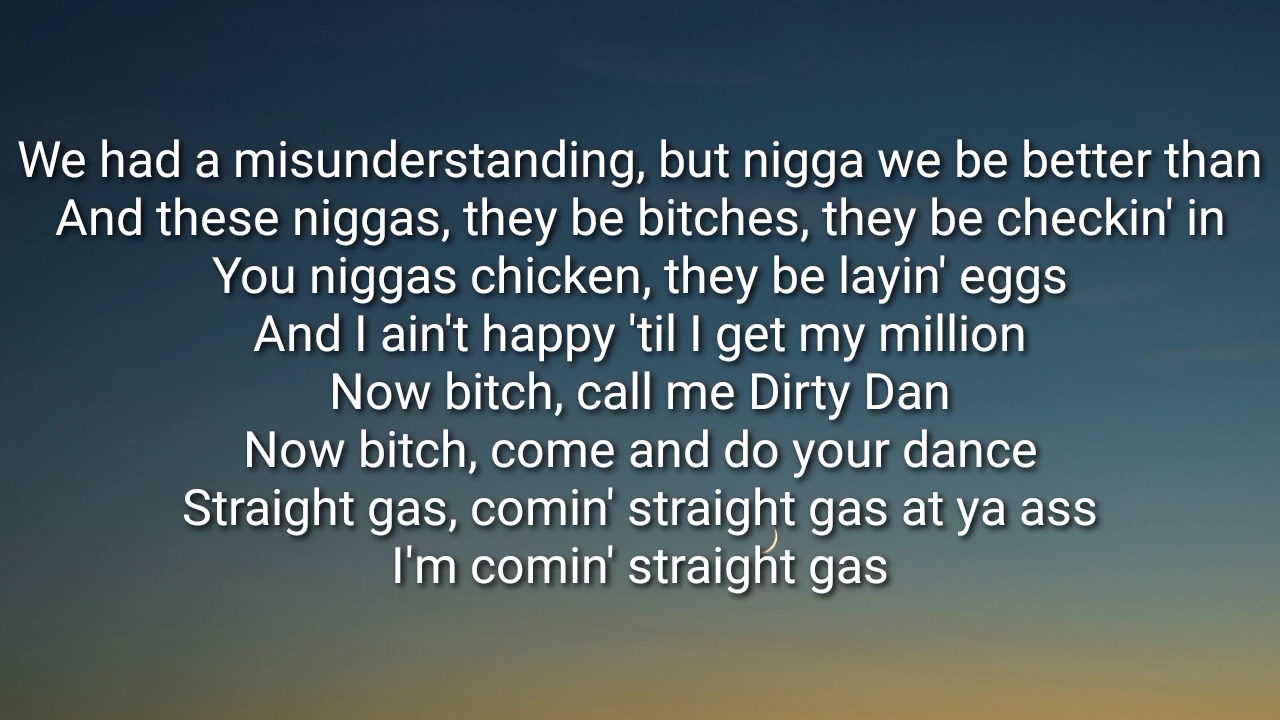 We had a misunderstanding, but nigga we be better than
And these niggas, they be bitches, they be checkin' in
You niggas chicken, they be layin' eggs
And I ain't happy 'til I get my million
Now bitch, call me Dirty Dan
Now bitch, come and do your dance
Straight gas, comin' straight gas at ya ass
I'm comin' straight gas